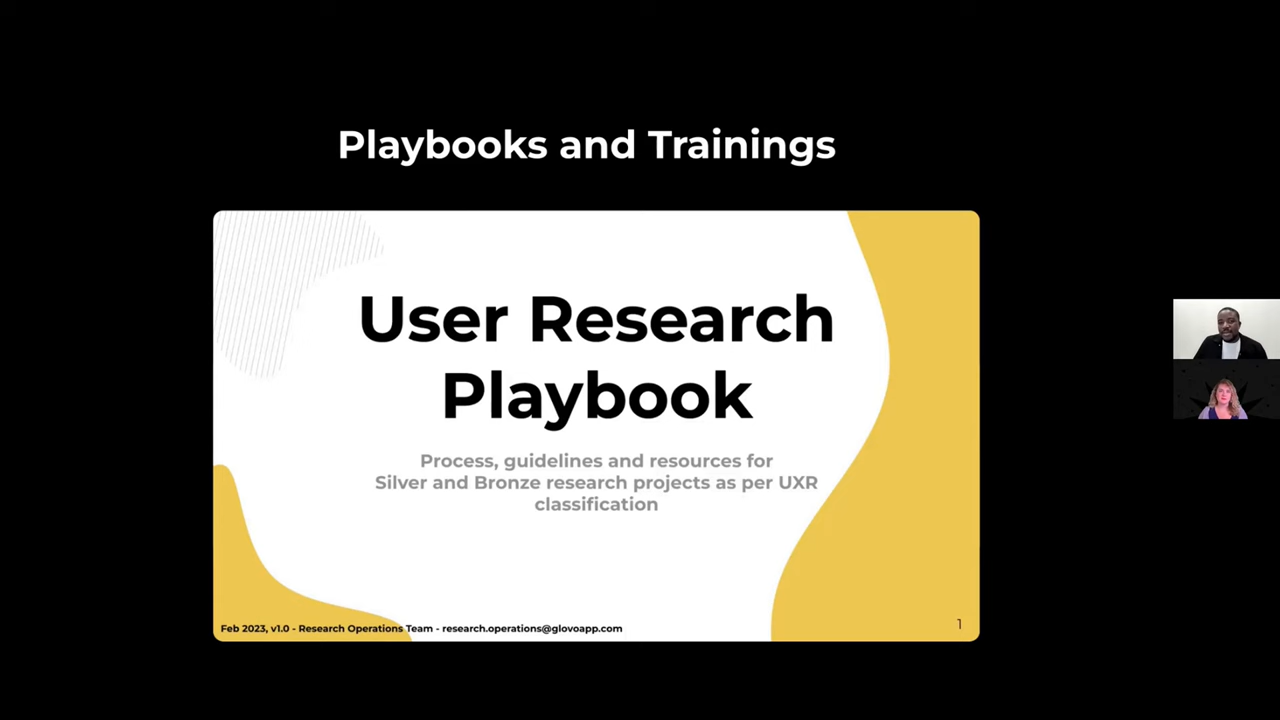 Playbooks and Trainings
User Research
Playbook
Process, guidelines and resources for
Silver and Bronze research projects as per UXR
classification
Feb 2023, v1.0 - Research Operations Team - research.operations@glovoapp.com
1